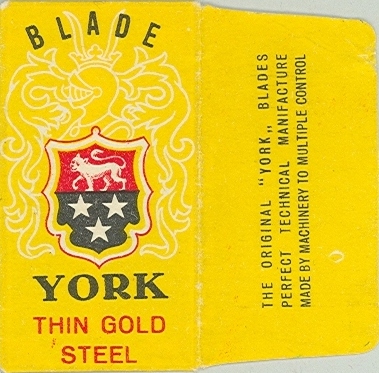 BLADE
YORK
THIN GOLD
STEEL
THE ORIGINAL "YORK„ BLADES
PERFECT TECHNICAL MANIFACTURE
MADE BY MACHINERY TO MULTIPLE CONTROL